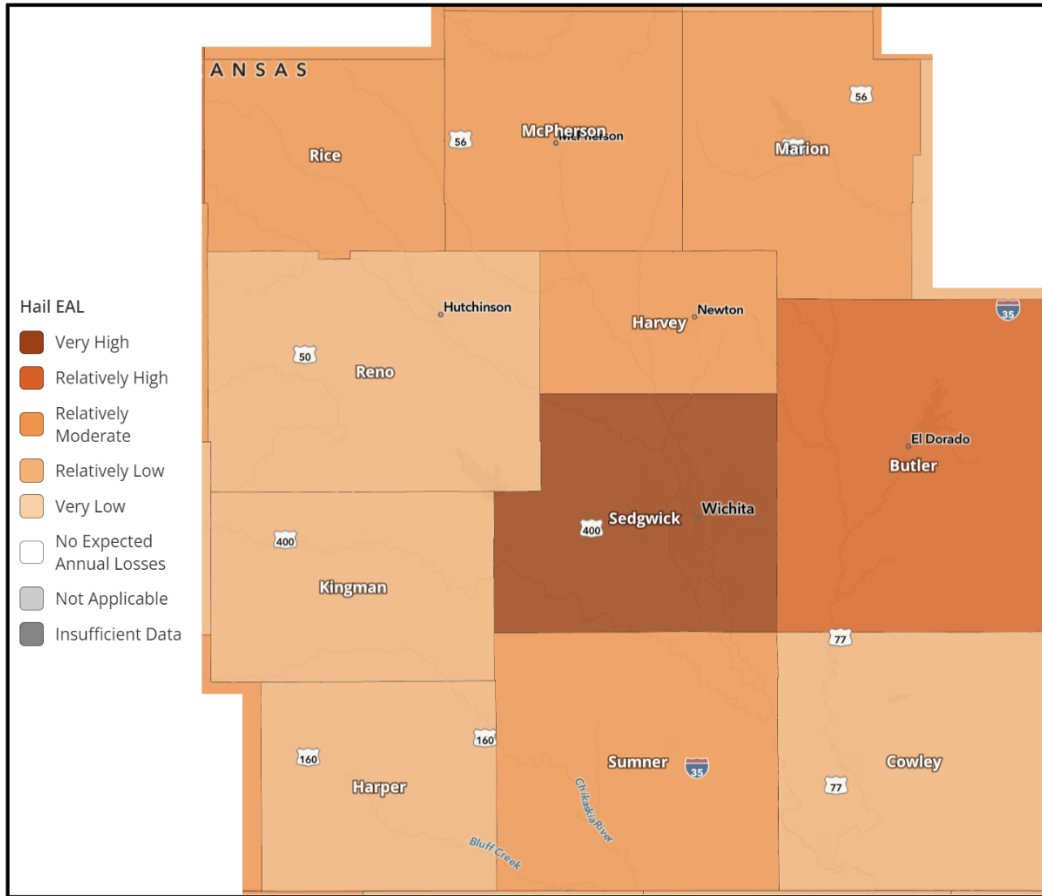 ANSAS
56
56
McPherson
McPherson
Marion
Rice
Hutchinson
Newton
Harvey
35
50
Reno
El Dorado
Butler
Wichita
Sedgwick
400
400
Kingman
77
160
160
Harper
Sumner
35
Cowley
77
Chikaskia River
Bluff Creek
Hail EAL
Very High
Relatively High
Relatively
Moderate
Relatively Low
Very Low
No Expected
Annual Losses
Not Applicable
Insufficient Data